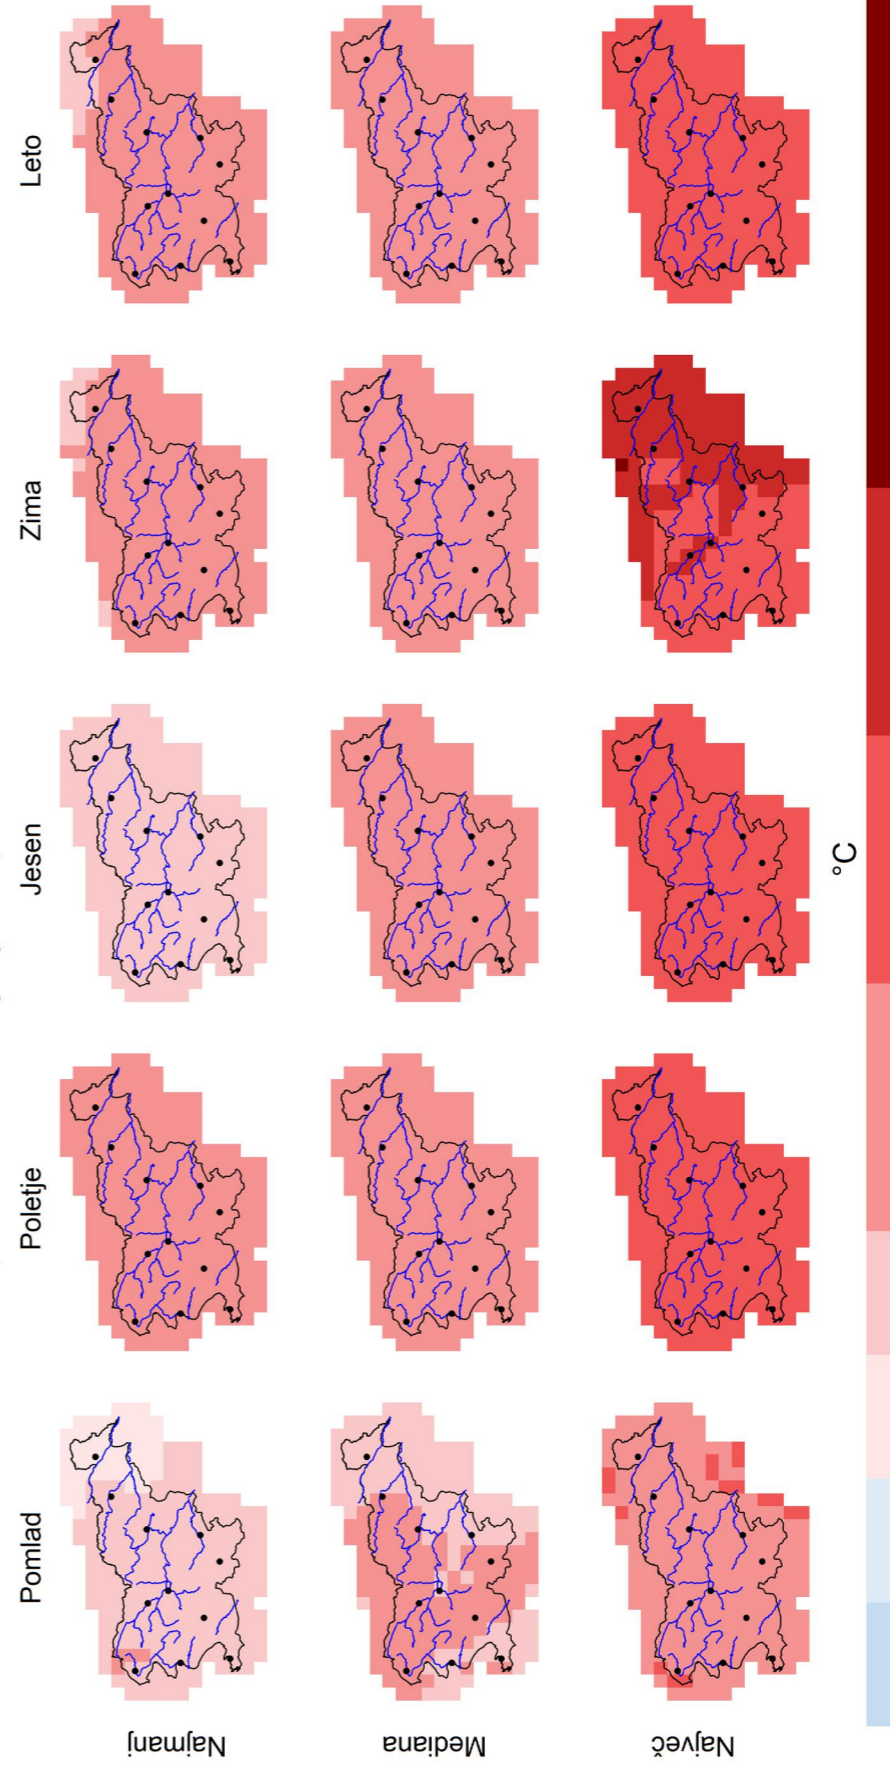 Pomlad
Poletje
Jesen
Zima
Leto
Najmanj
Mediana
Največ
°C